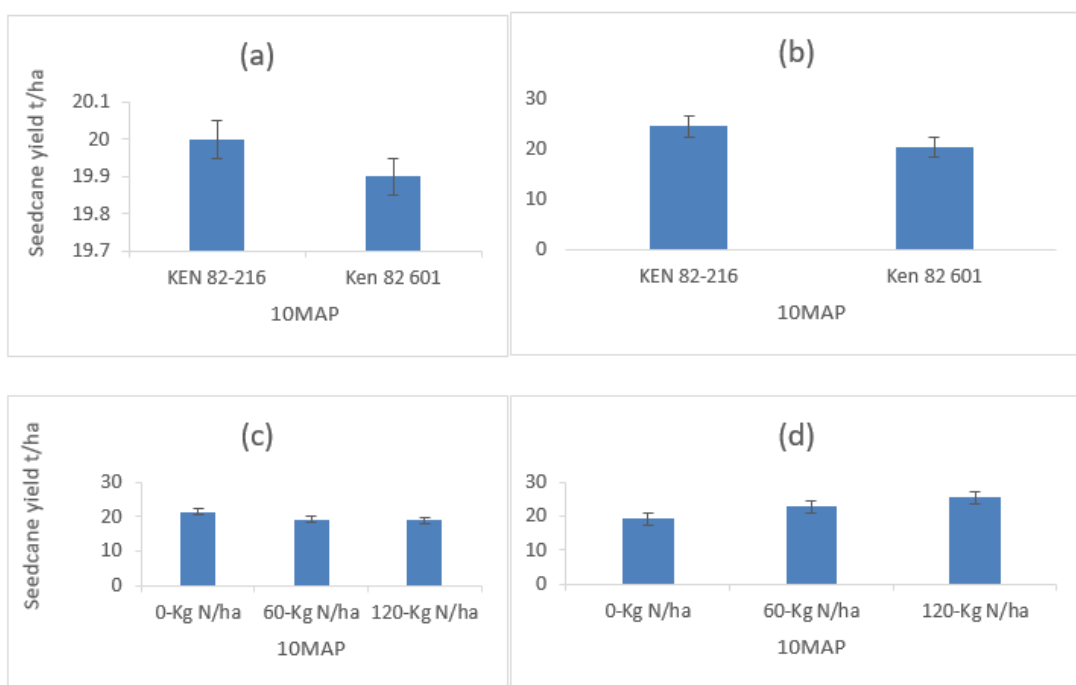 (a)
Seedcane yield t/ha
20.1
20
19.9
19.8
19.7
KEN 82-216 Ken 82 601
10MAP
(b)
30
20
10
0
KEN 82-216 Ken 82 601
10MAP
(c)
Seedcane yield t/ha
30
20
10
0
0-Kg N/ha 60-Kg N/ha 120-Kg N/ha
10MAP
(d)
30
20
10
0
0-Kg N/ha 60-Kg N/ha 120-Kg N/ha
10MAP